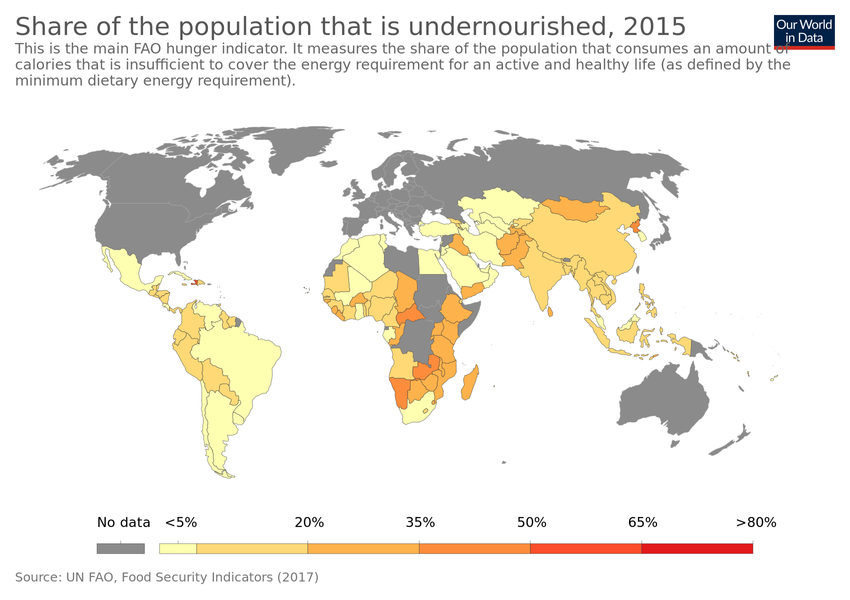 Share of the population that is undernourished, 2015
Our World
in Data
This is the main FAO hunger indicator. It measures the share of the population that consumes an amount of
calories that is insufficient to cover the energy requirement for an active and healthy life (as defined by the
minimum dietary energy requirement).
No data <5% 20% 35% 50% 65% >80%
Source: UN FAO, Food Security Indicators (2017)